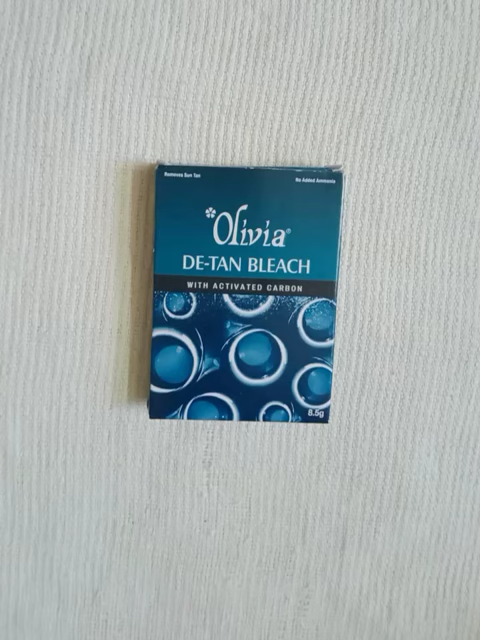 Removes Sun Tan
No Added Ammonia
Olivia®
DE-TAN BLEACH
WITH ACTIVATED CARBON
8.5g